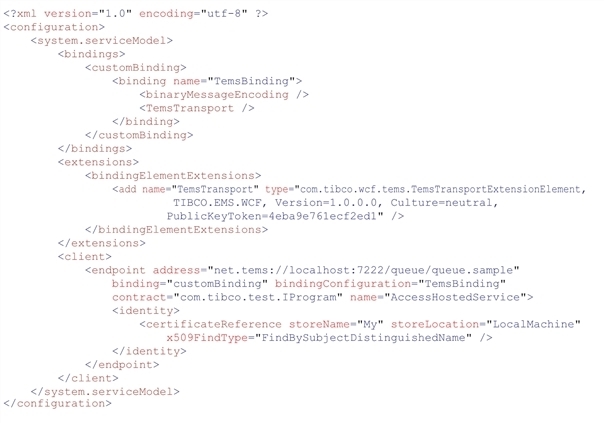 <?xml version="1.0" encoding="utf-8" ?>
<configuration>
    <system.serviceModel>
        <bindings>
            <customBinding>
                <binding name="TemsBinding">
                    <binaryMessageEncoding />
                    <TemsTransport />
                </binding>
            </customBinding>
        </bindings>
        <extensions>
            <bindingElementExtensions>
                <add name="TemsTransport" type="com.tibco.wcf.tems.TemsTransportExtensionElement,
                         TIBCO.EMS.WCF, Version=1.0.0.0, Culture=neutral,
                        PublicKeyToken=4eba9e761ecf2ed1" />
            </bindingElementExtensions>
        </extensions>
        <client>
            <endpoint address="net.tems://localhost:7222/queue/queue.sample"
                binding="customBinding" bindingConfiguration="TemsBinding"
                contract="com.tibco.test.IProgram" name="AccessHostedService">
                <identity>
                    <certificateReference storeName="My" storeLocation="LocalMachine"
                        x509FindType="FindBySubjectDistinguishedName" />
                </identity>
            </endpoint>
        </client>
    </system.serviceModel>
</configuration>